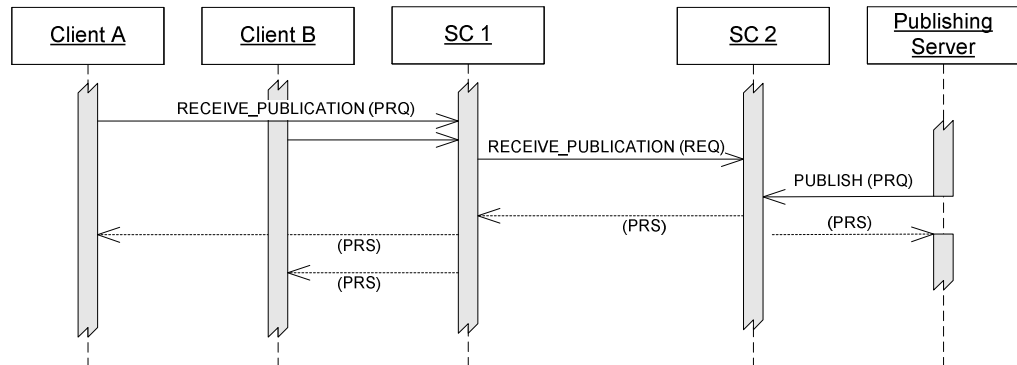 Client A
Client B
SC 1
SC 2
Publishing
Server
RECEIVE_PUBLICATION (PRQ)
RECEIVE_PUBLICATION (REQ)
PUBLISH (PRQ)
(PRS)
(PRS)
(PRS)
(PRS)